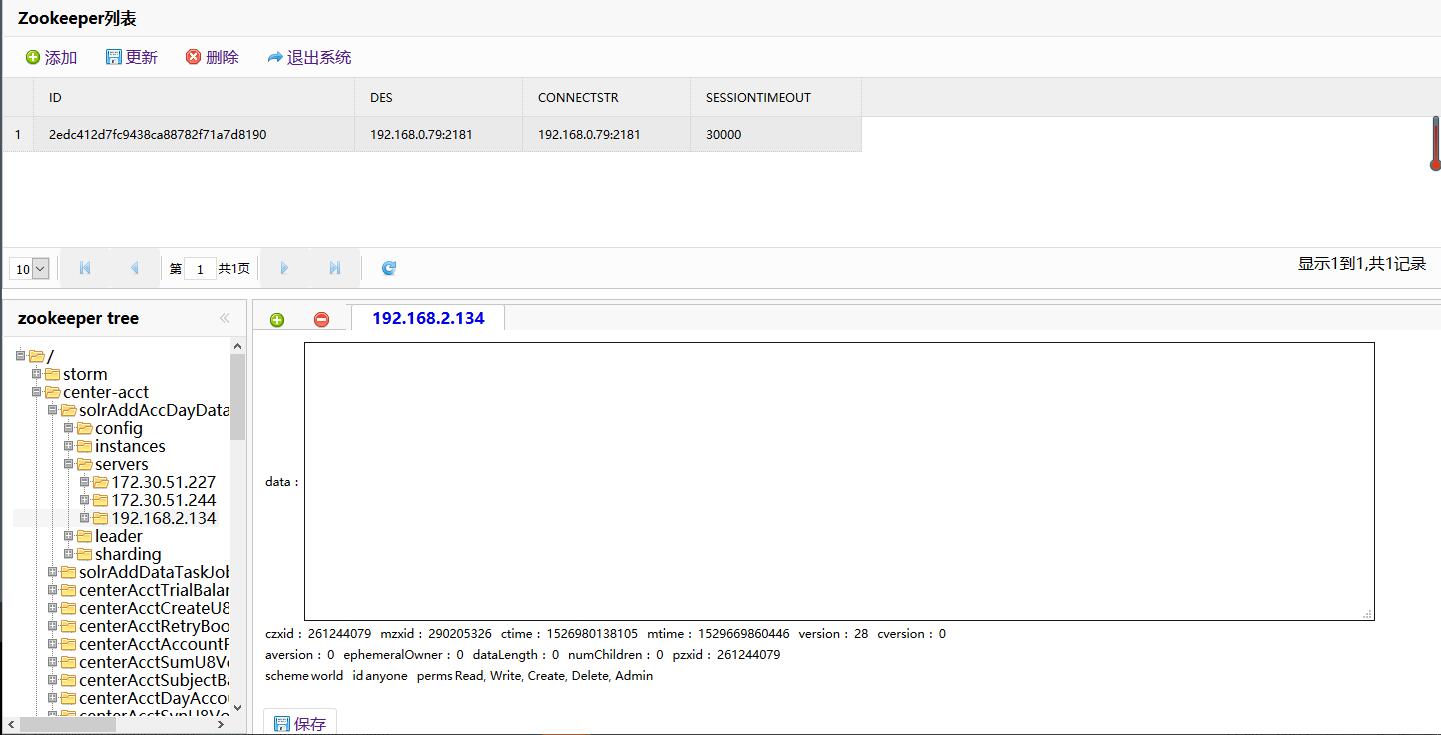 Zookeeper列表
添加 更新 删除 退出系统
ID DES CONNECTSTR SESSIONTIMEOUT
1 2edc412d7fc9438ca88782f71a7d8190 192.168.0.79:2181 192.168.0.79:2181 30000
10 第 1 共1页 显示1到1,共1记录
zookeeper tree
/
storm
center-acct
solrAddAccDayData
config
instances
servers
172.30.51.227
172.30.51.244
192.168.2.134
leader
sharding
solrAddDataTaskJob
centerAcctTrialBalan
centerAcctCreateU8
centerAcctRetryBoo
centerAcctAccountP
centerAcctSumU8Vo
centerAcctSubjectBa
centerAcctDayAccou
centerAcctSynU8Vo
192.168.2.134
data :
czxid : 261244079 mzxid : 290205326 ctime : 1526980138105 mtime : 1529669860446 version : 28 cversion : 0
aversion : 0 ephemeralOwner : 0 dataLength : 0 numChildren : 0 pzxid : 261244079
scheme world id anyone perms Read, Write, Create, Delete, Admin
保存